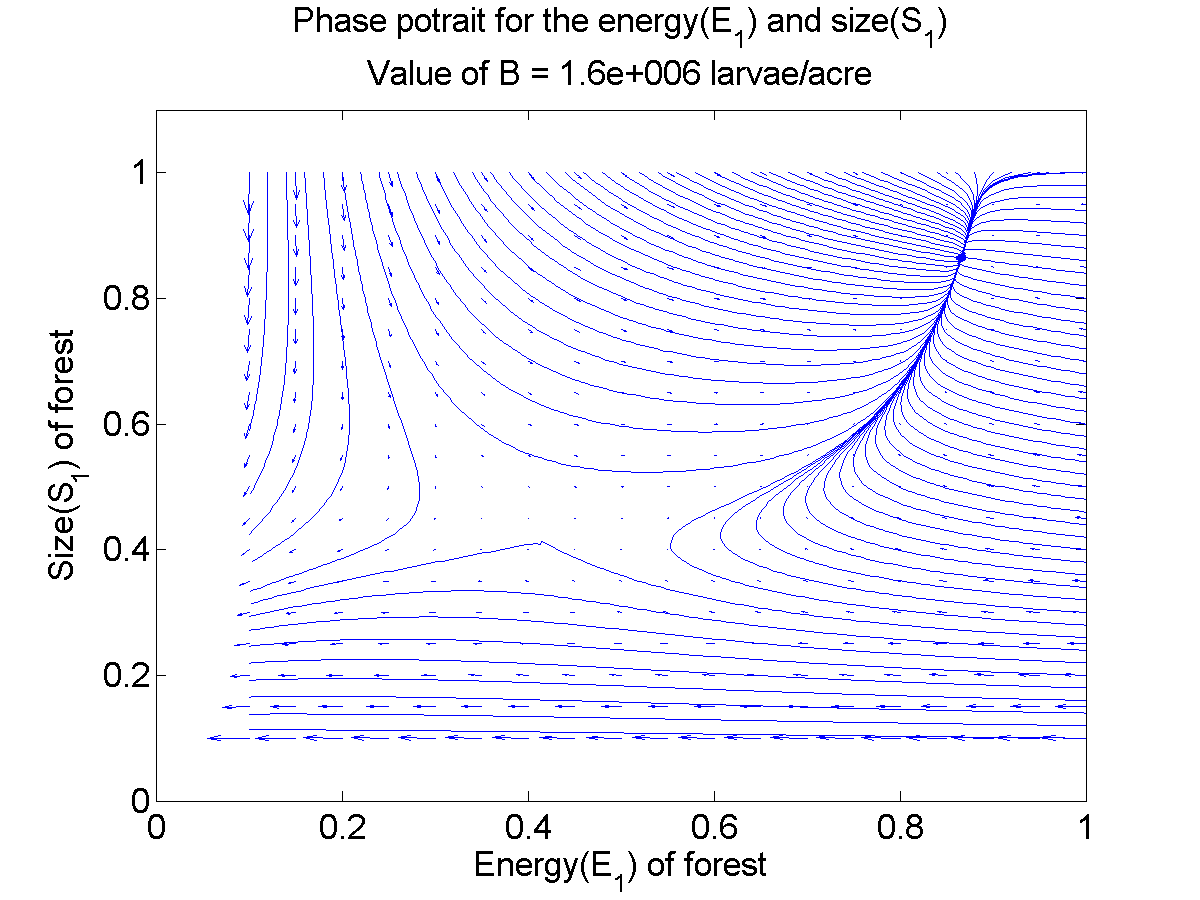 Phase potrait for the energy(E1) and size(S1)
Value of B = 1.6e+006 larvae/acre
1
0.8
0.6
0.4
0.2
0
Size(S1) of forest
0 0.2 0.4 0.6 0.8 1
Energy(E1) of forest